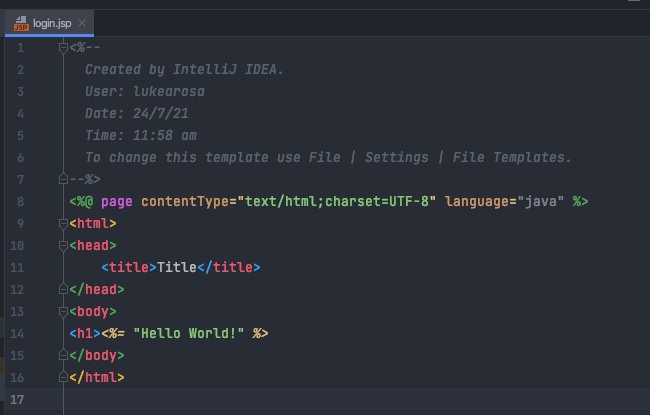 login.jsp
1 <%--
2 Created by IntelliJ IDEA.
3 User: lukearosa
4 Date: 24/7/21
5 Time: 11:58 am
6 To change this template use File | Settings | File Templates.
7 --%>
8 <%@ page contentType="text/html;charset=UTF-8" language="java" %>
9 <html>
10 <head>
11 <title>Title</title>
12 </head>
13 <body>
14 <h1><%= "Hello World!" %>
15 </body>
16 </html>
17